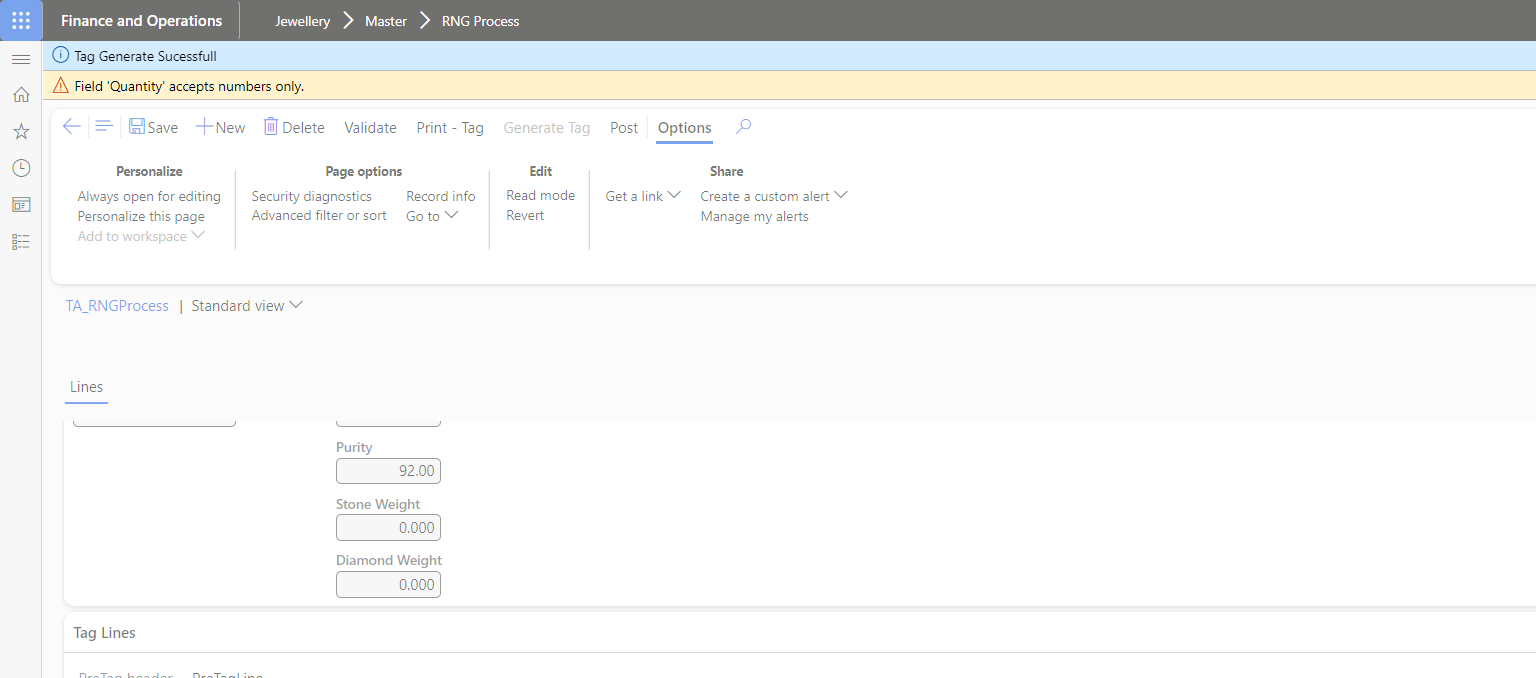 Finance and Operations
Jewellery Master RNG Process
Tag Generate Sucessfull
Field 'Quantity' accepts numbers only.
Save New Delete Validate Print - Tag Generate Tag Post Options
Personalize
Always open for editing
Personalize this page
Add to workspace
Page options
Security diagnostics
Advanced filter or sort
Record info
Go to
Edit
Read mode
Revert
Share
Get a link
Create a custom alert
Manage my alerts
TA_RNGProcess | Standard view
Lines
Purity
92.00
Stone Weight
0.000
Diamond Weight
0.000
Tag Lines
ProTag header ProTagLine